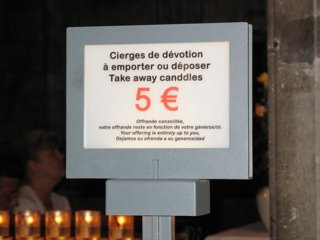 Cierges de dévotion
à emporter ou déposer
Take away canddles
5 €
Offrande conseillée,
votre offrande reste en fonction de votre générosité.
Your offering is entirely up to you,
Dejamos su ofrenda a su generosidad